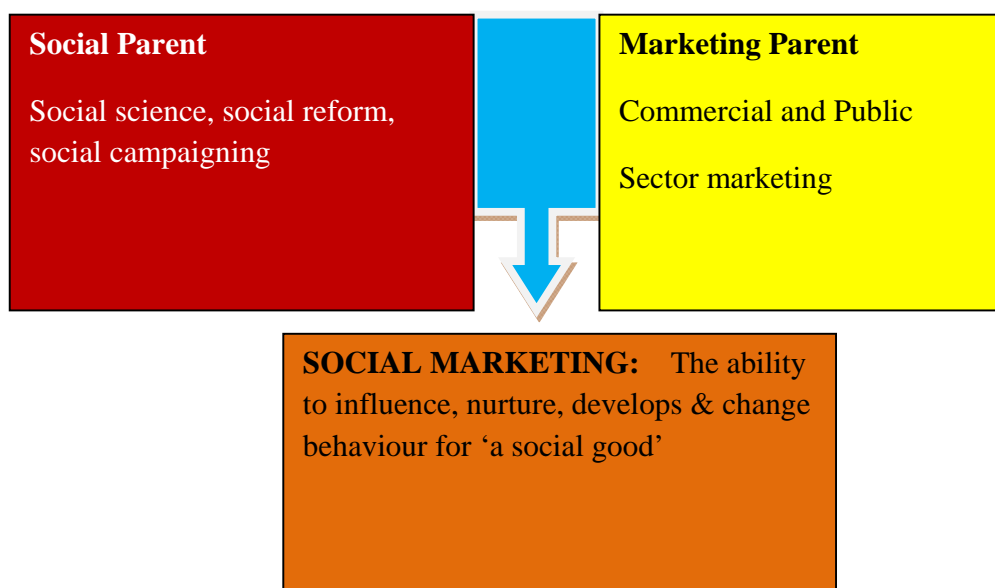 Social Parent
Social science, social reform,
social campaigning
Marketing Parent
Commercial and Public
Sector marketing
SOCIAL MARKETING: The ability
to influence, nurture, develops & change
behaviour for ‘a social good’